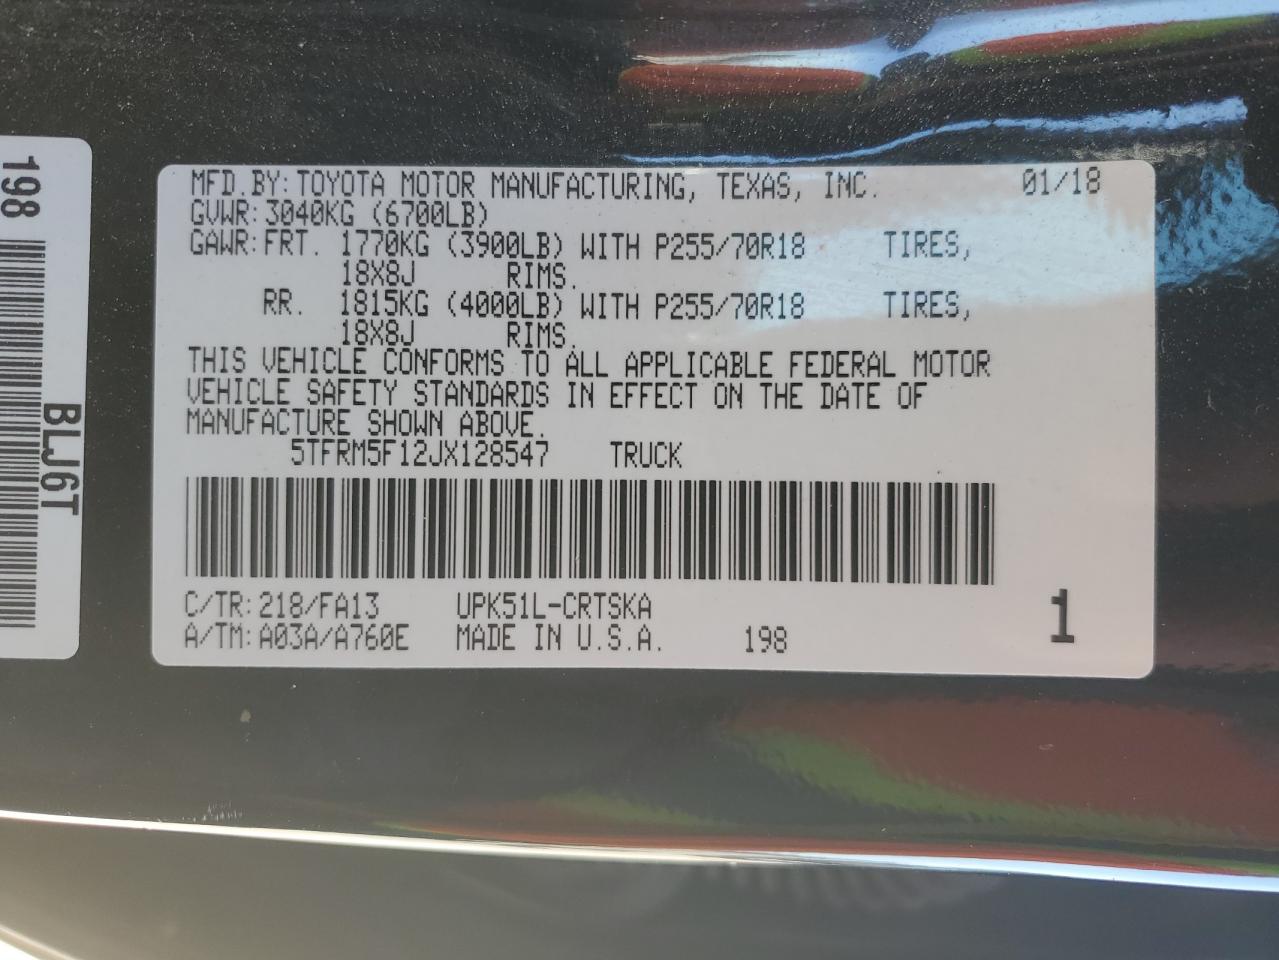 198
BLJ6T
MFD.BY:TOYOTA MOTOR MANUFACTURING, TEXAS, INC. 01/18
GVWR:3040KG (6700LB)
GAWR:FRT. 1770KG (3900LB) WITH P255/70R18 TIRES,
18X8J RIMS.
RR. 1815KG (4000LB) WITH P255/70R18 TIRES,
18X8J RIMS.
THIS VEHICLE CONFORMS TO ALL APPLICABLE FEDERAL MOTOR
VEHICLE SAFETY STANDARDS IN EFFECT ON THE DATE OF
MANUFACTURE SHOWN ABOVE.
5TFRM5F12JX128547 TRUCK
C/TR:218/FA13 UPK51L-CRTSKA
A/TM:A03A/A760E MADE IN U.S.A. 198
1